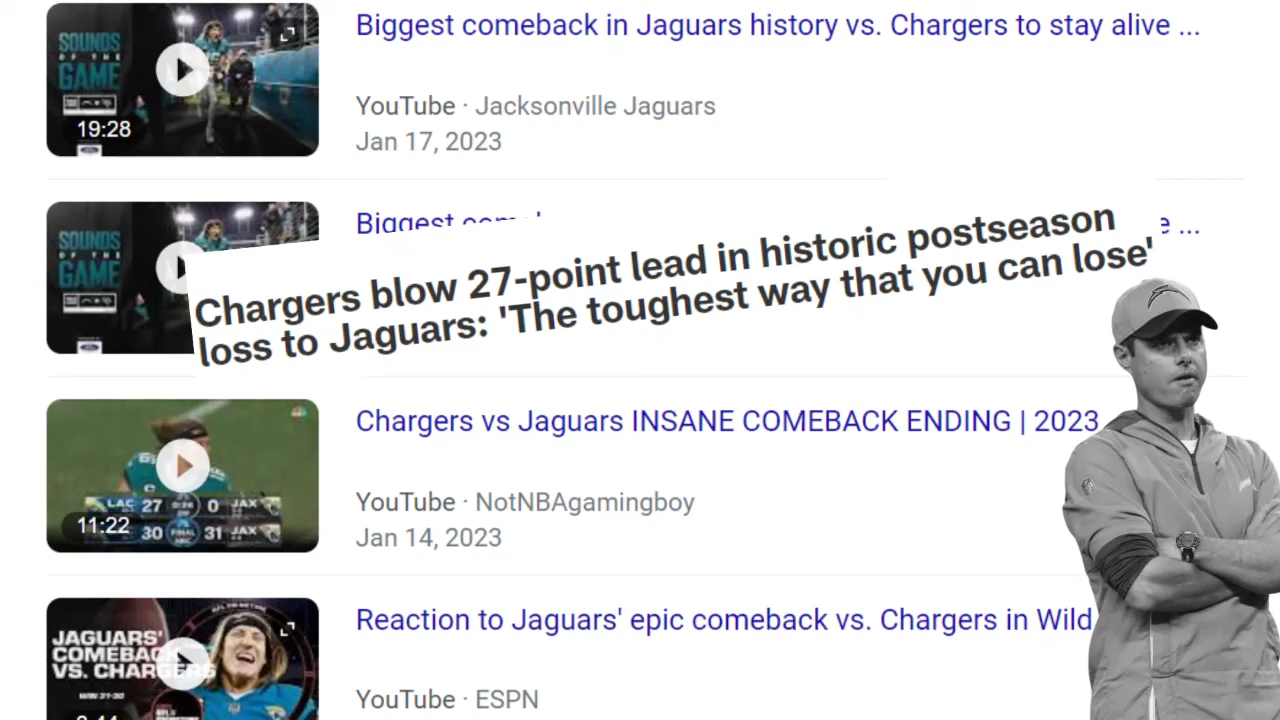 SOUNDS
OF THE
GAME
19:28
Biggest comeback in Jaguars history vs. Chargers to stay alive ...
YouTube · Jacksonville Jaguars
Jan 17, 2023
SOUNDS
OF THE
GAME
Biggest
e ...
Chargers blow 27-point lead in historic postseason
loss to Jaguars: 'The toughest way that you can lose'
LAC 27 0 JAX
30 FINAL 31 JAX
11:22
Chargers vs Jaguars INSANE COMEBACK ENDING | 2023
YouTube · NotNBAgamingboy
Jan 14, 2023
JAGUARS'
COMEBACK
VS. CHARGERS
WIN 31-30
Reaction to Jaguars' epic comeback vs. Chargers in Wild
YouTube · ESPN